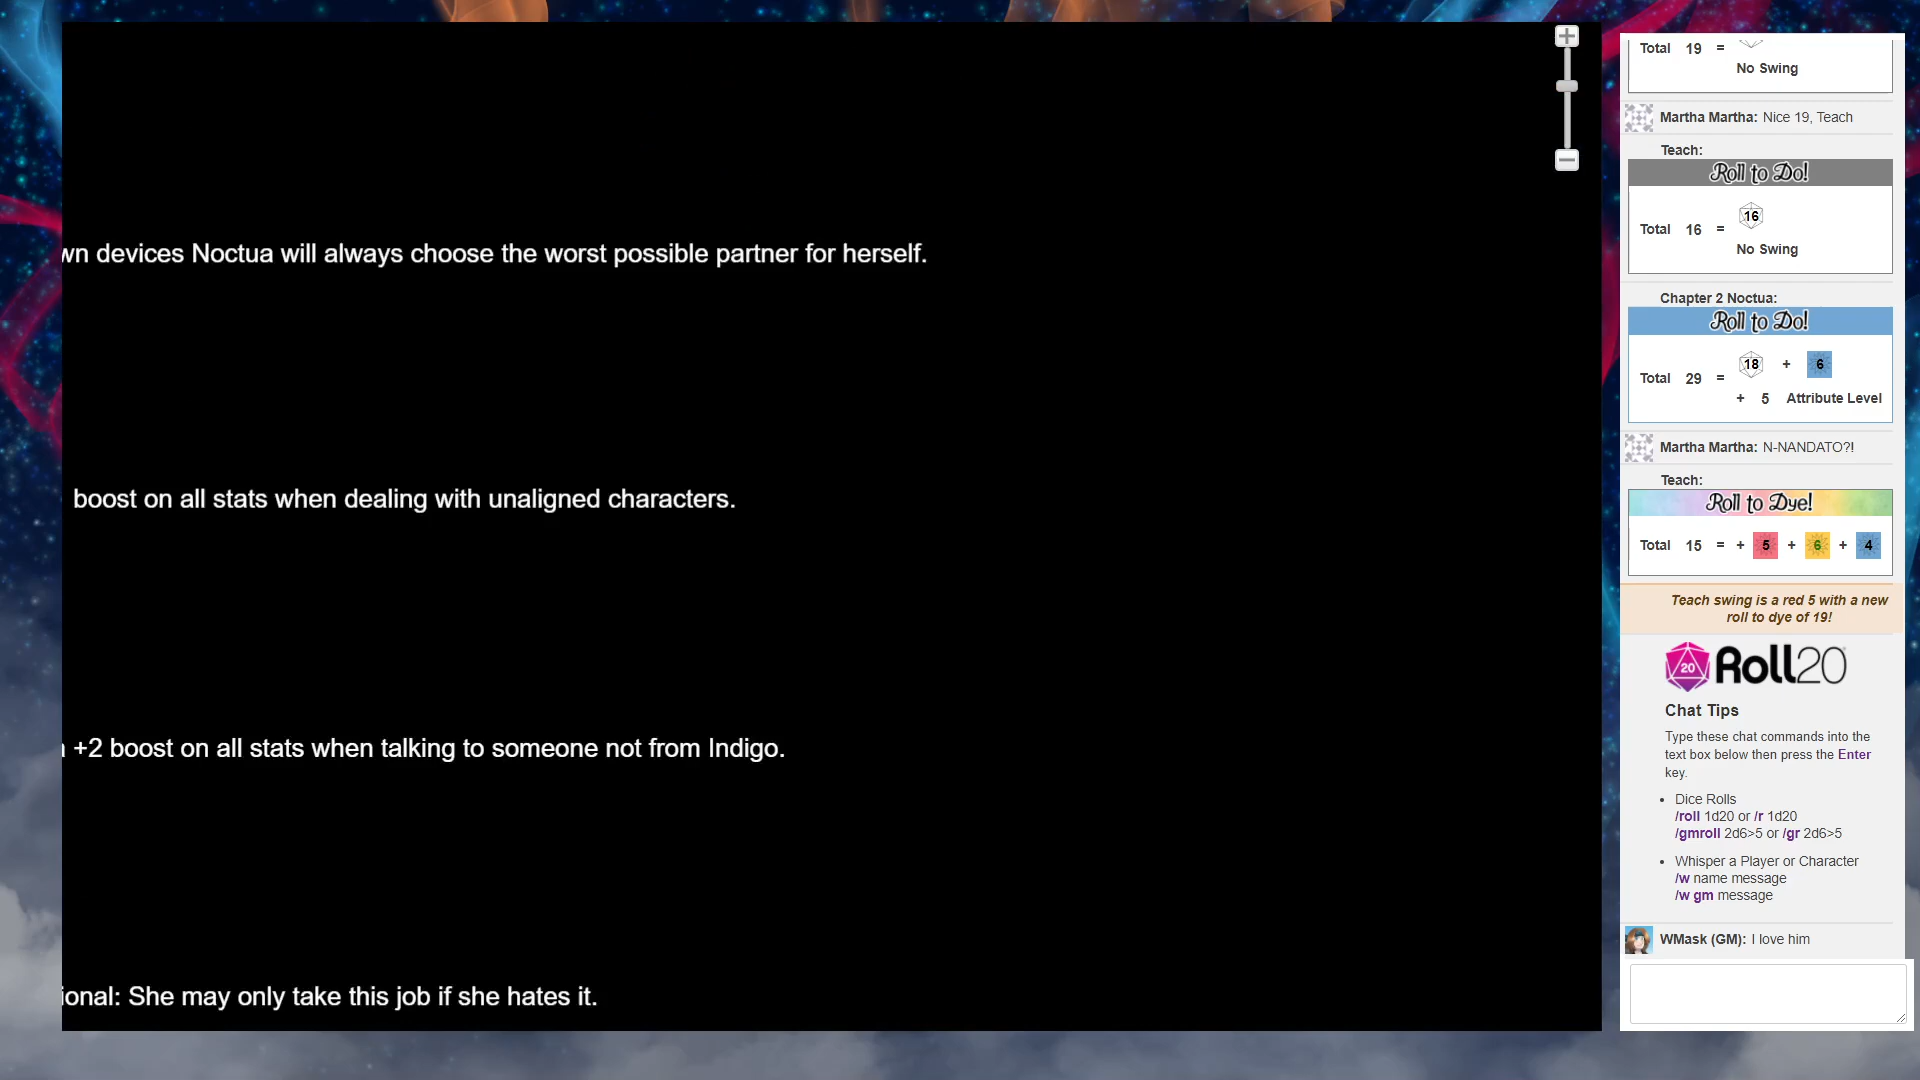 wn devices Noctua will always choose the worst possible partner for herself.
boost on all stats when dealing with unaligned characters.
+2 boost on all stats when talking to someone not from Indigo.
ional: She may only take this job if she hates it.
Total 19 =
No Swing
Martha Martha: Nice 19, Teach
Teach:
Roll to Do!
16
Total 16 =
No Swing
Chapter 2 Noctua:
Roll to Do!
18 + 6
Total 29 =
+ 5 Attribute Level
Martha Martha: N-NANDATO?!
Teach:
Roll to Dye!
Total 15 = + 5 + 6 + 4
Teach swing is a red 5 with a new
roll to dye of 19!
20 Roll20
Chat Tips
Type these chat commands into the
text box below then press the Enter
key.
• Dice Rolls
/roll 1d20 or /r 1d20
/gmroll 2d6>5 or /gr 2d6>5
• Whisper a Player or Character
/w name message
/w gm message
WMask (GM): I love him